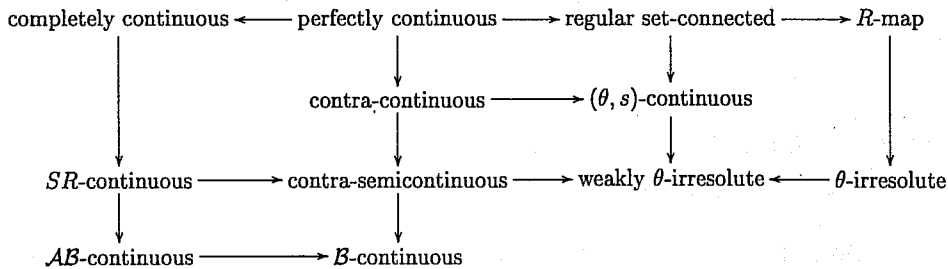 completely continuous perfectly continuous regular set-connected R-map
contra-continuous (θ, s)-continuous
SR-continuous contra-semicontinuous weakly θ-irresolute θ-irresolute
𝒜ℬ-continuous ℬ-continuous